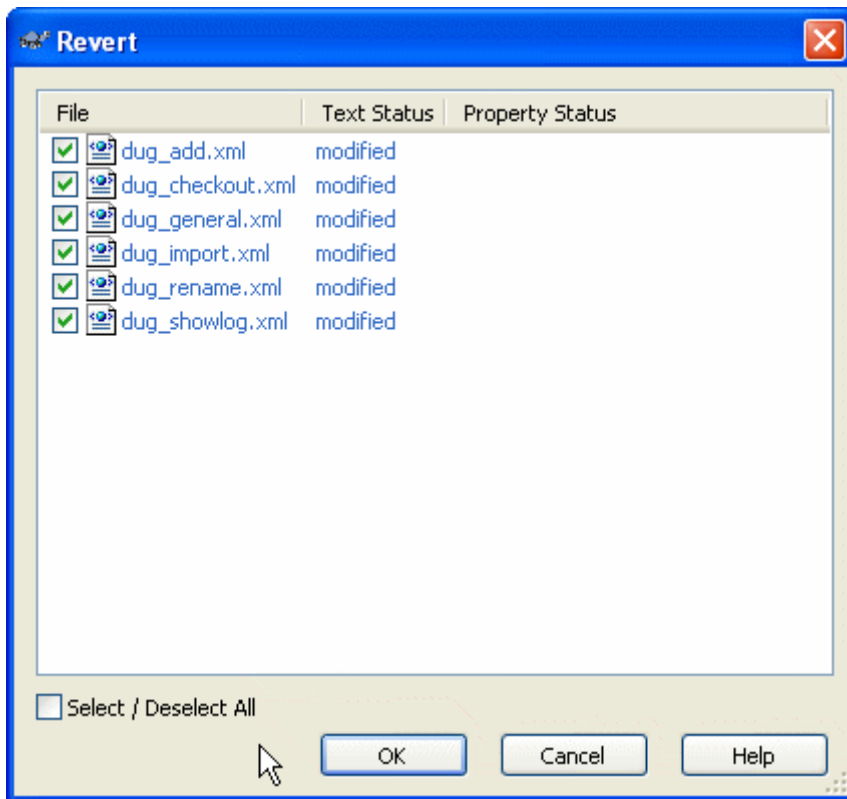 Revert
File Text Status Property Status
dug_add.xml modified
dug_checkout.xml modified
dug_general.xml modified
dug_import.xml modified
dug_rename.xml modified
dug_showlog.xml modified
Select / Deselect All
OK Cancel Help